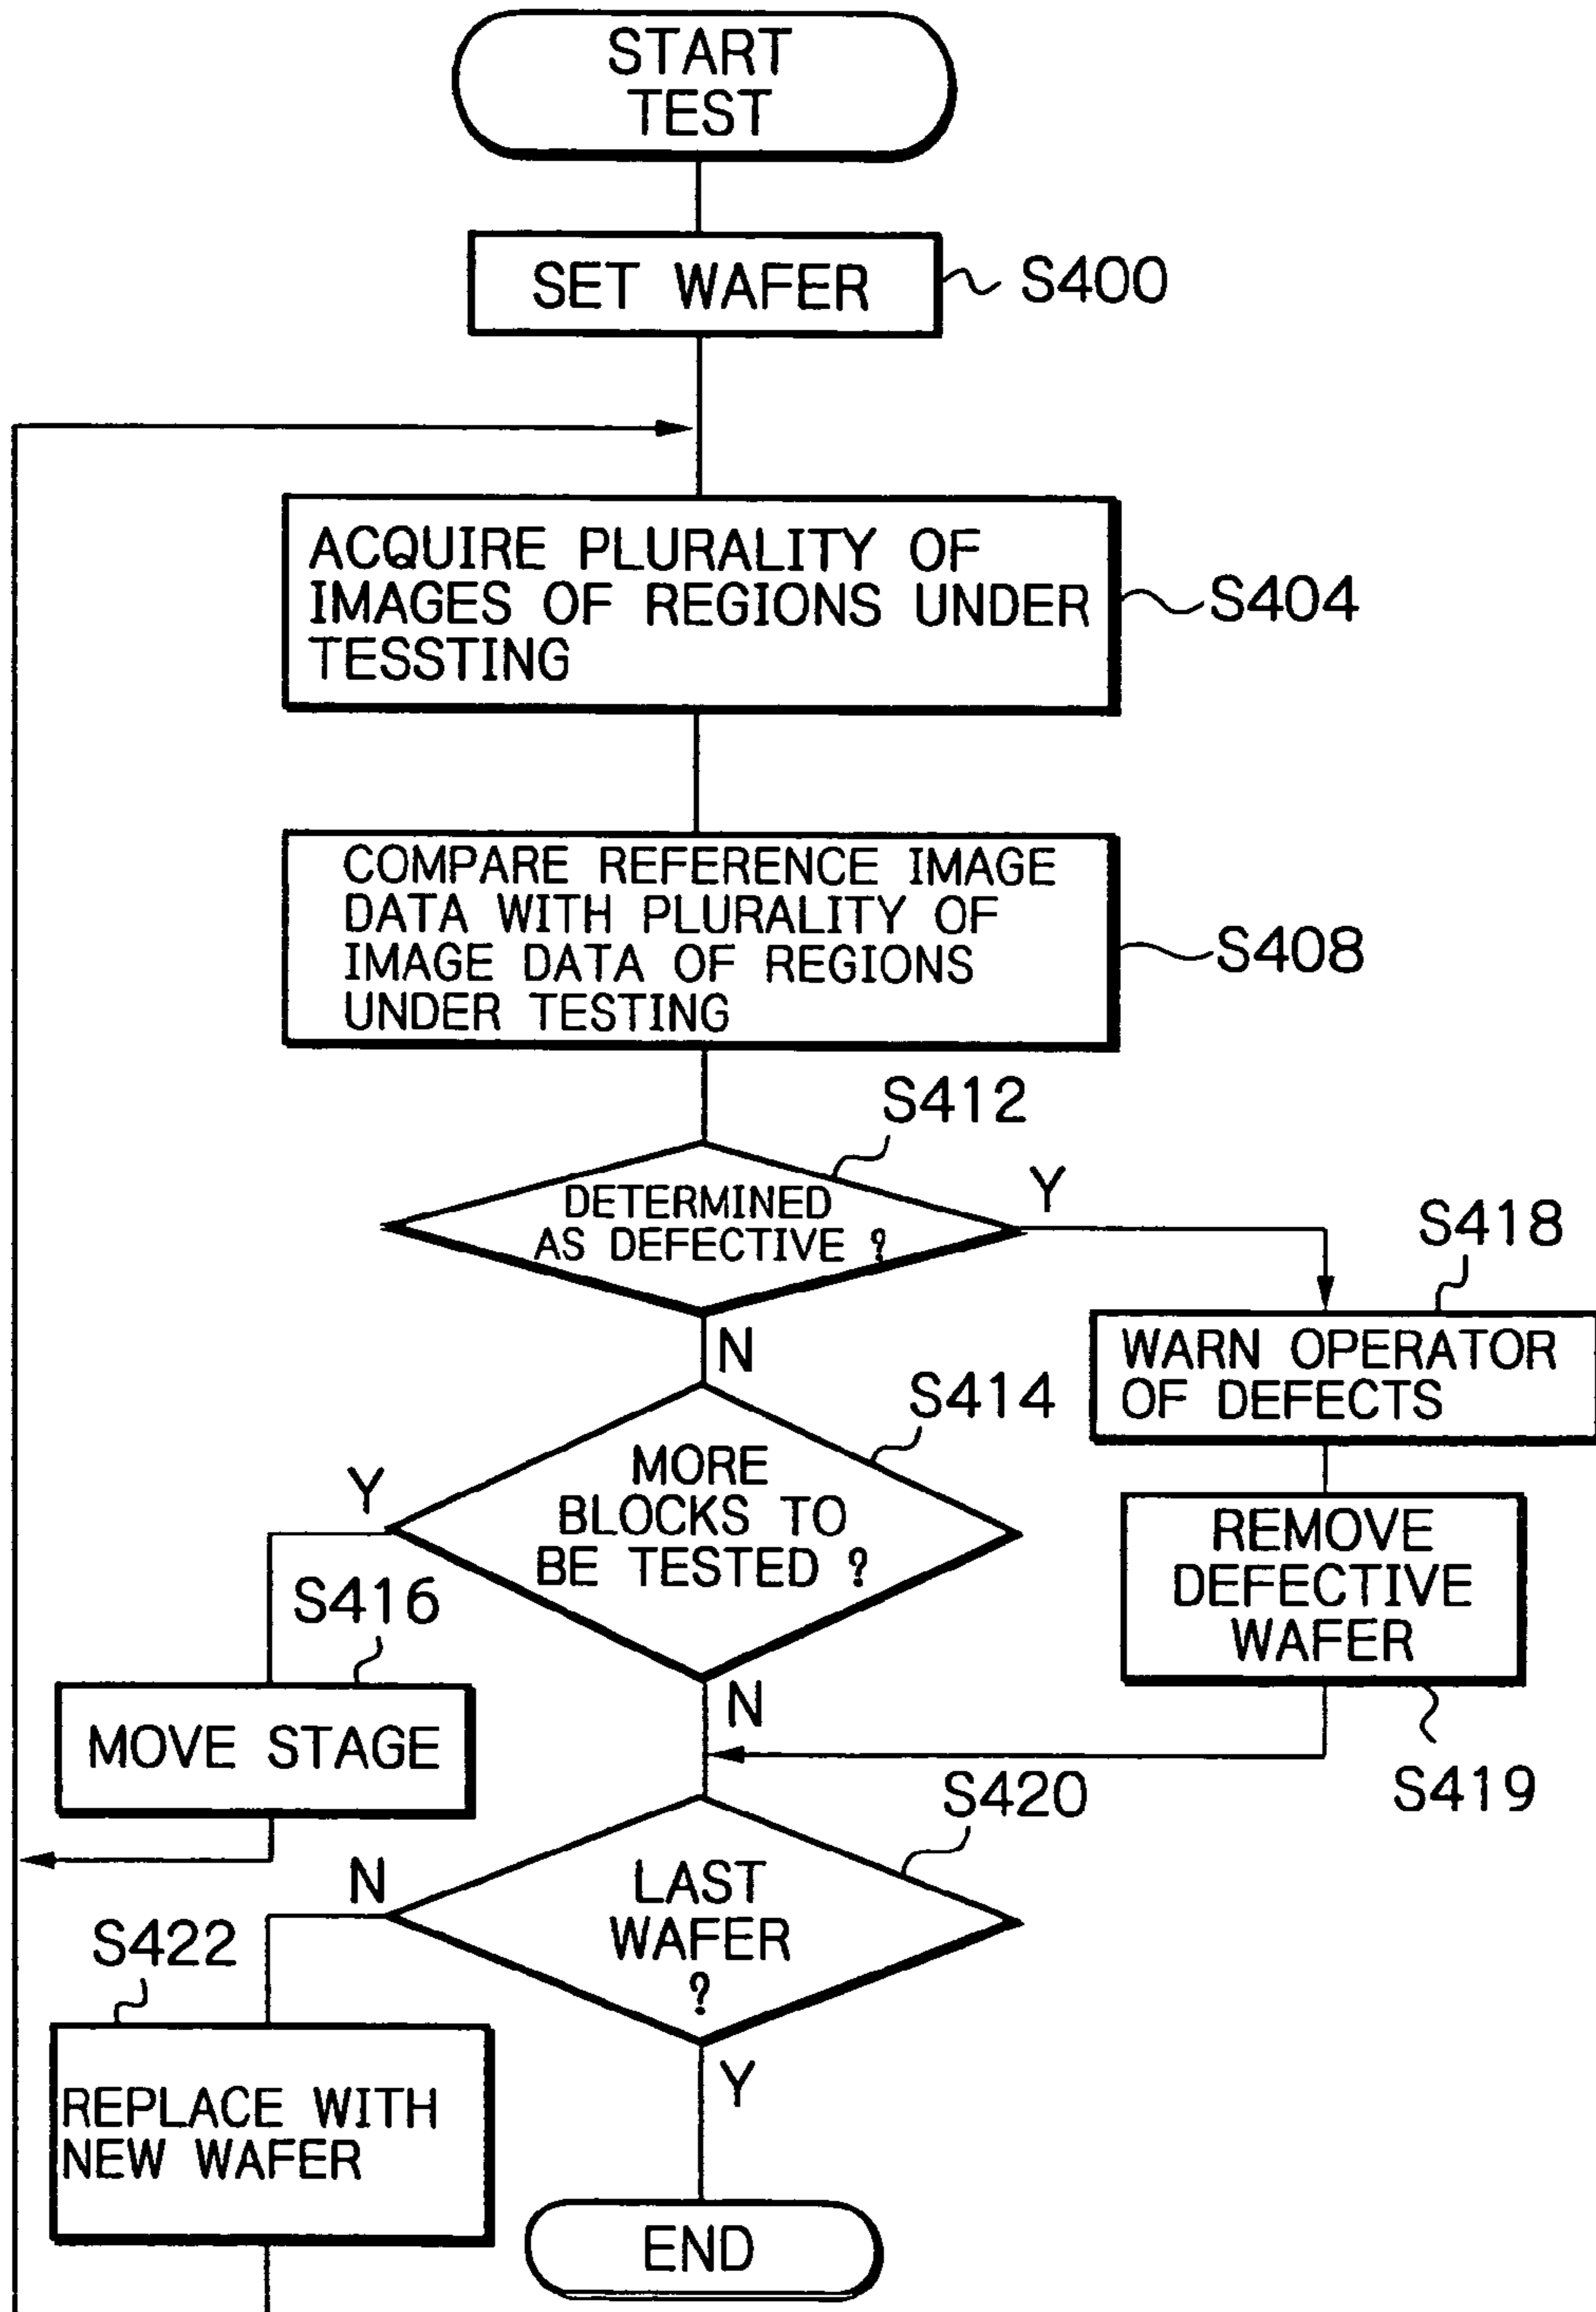 START
TEST
SET WAFER
S400
ACQUIRE PLURALITY OF
IMAGES OF REGIONS UNDER
TESSTING
S404
COMPARE REFERENCE IMAGE
DATA WITH PLURALITY OF
IMAGE DATA OF REGIONS
UNDER TESTING
S408
S412
DETERMINED
AS DEFECTIVE ?
Y
N
S418
WARN OPERATOR
OF DEFECTS
S414
MORE
BLOCKS TO
BE TESTED ?
Y
N
REMOVE
DEFECTIVE
WAFER
S419
S416
MOVE STAGE
S420
LAST
WAFER
?
N
Y
S422
REPLACE WITH
NEW WAFER
END